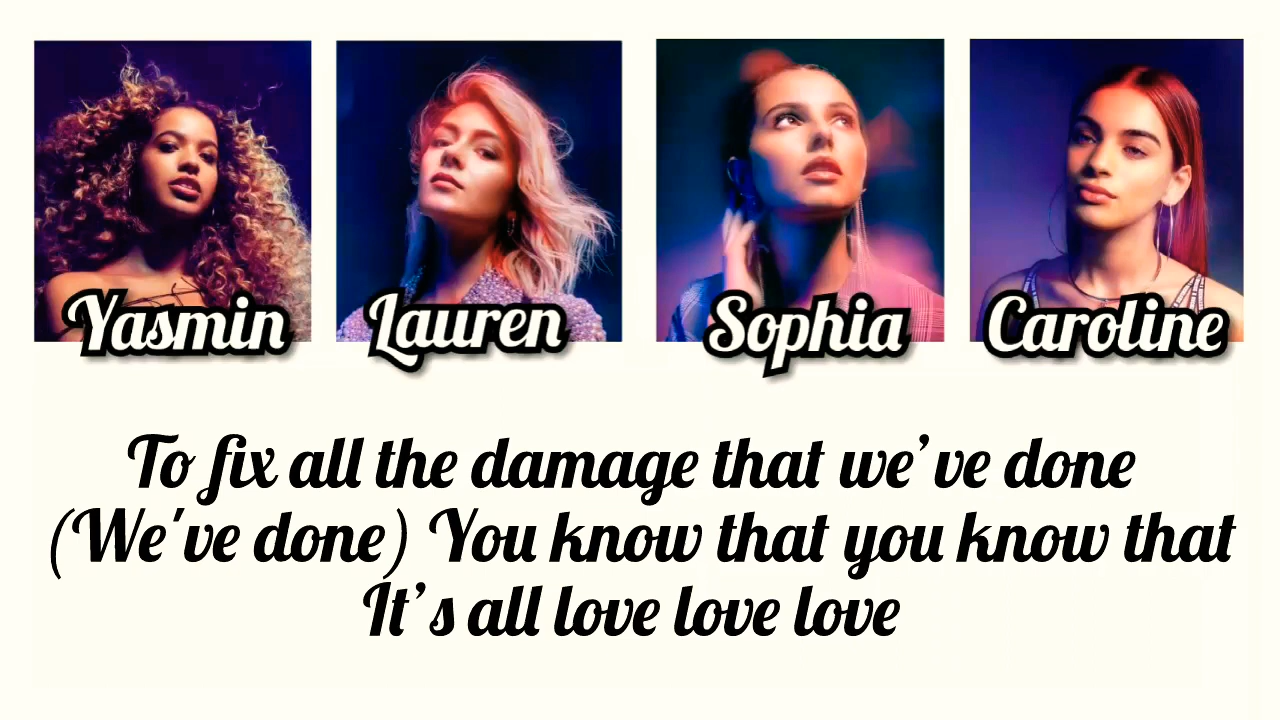 Yasmin Lauren Sophia Caroline
To fix all the damage that we’ve done
(We've done) You know that you know that
It’s all love love love